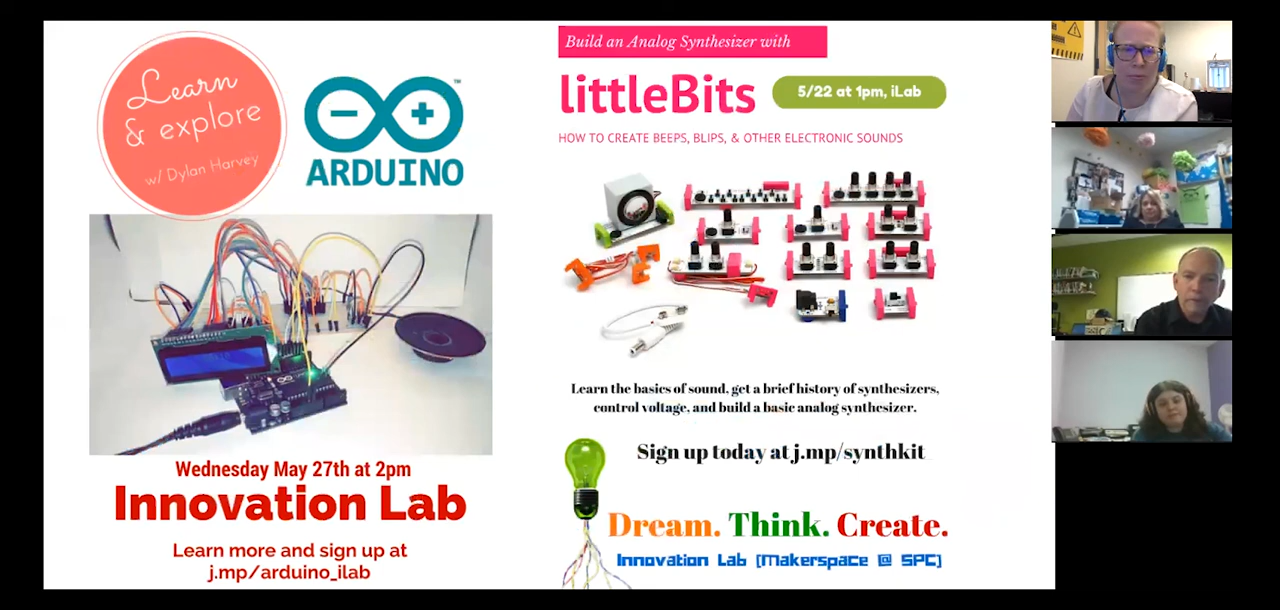 Learn
& explore
w/ Dylan Harvey
ARDUINO
TM
Wednesday May 27th at 2pm
Innovation Lab
Learn more and sign up at
j.mp/arduino_ilab
Build an Analog Synthesizer with
littleBits
5/22 at 1pm, iLab
HOW TO CREATE BEEPS, BLIPS, & OTHER ELECTRONIC SOUNDS
Learn the basics of sound, get a brief history of synthesizers,
control voltage, and build a basic analog synthesizer.
Sign up today at j.mp/synthkit
Dream. Think. Create.
Innovation Lab [Makerspace @ SPC]